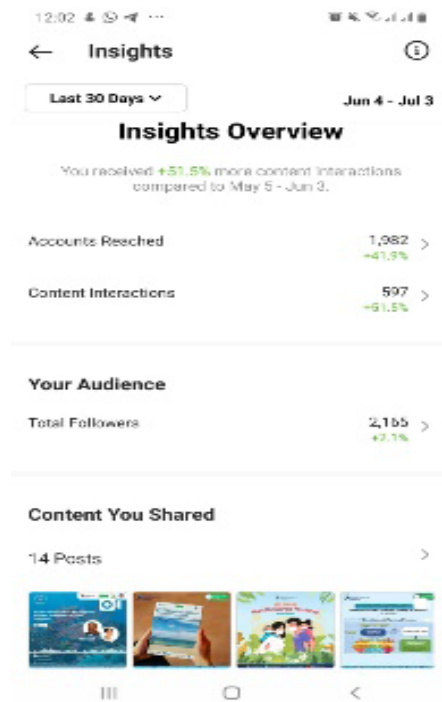 12:02
Insights
Last 30 Days
Jun 4 - Jul 3
Insights Overview
You received +51.5% more content interactions
compared to May 5 - Jun 3.
Accounts Reached
1,982
+41.9%
Content Interactions
597
+51.5%
Your Audience
Total Followers
2,165
+2.1%
Content You Shared
14 Posts